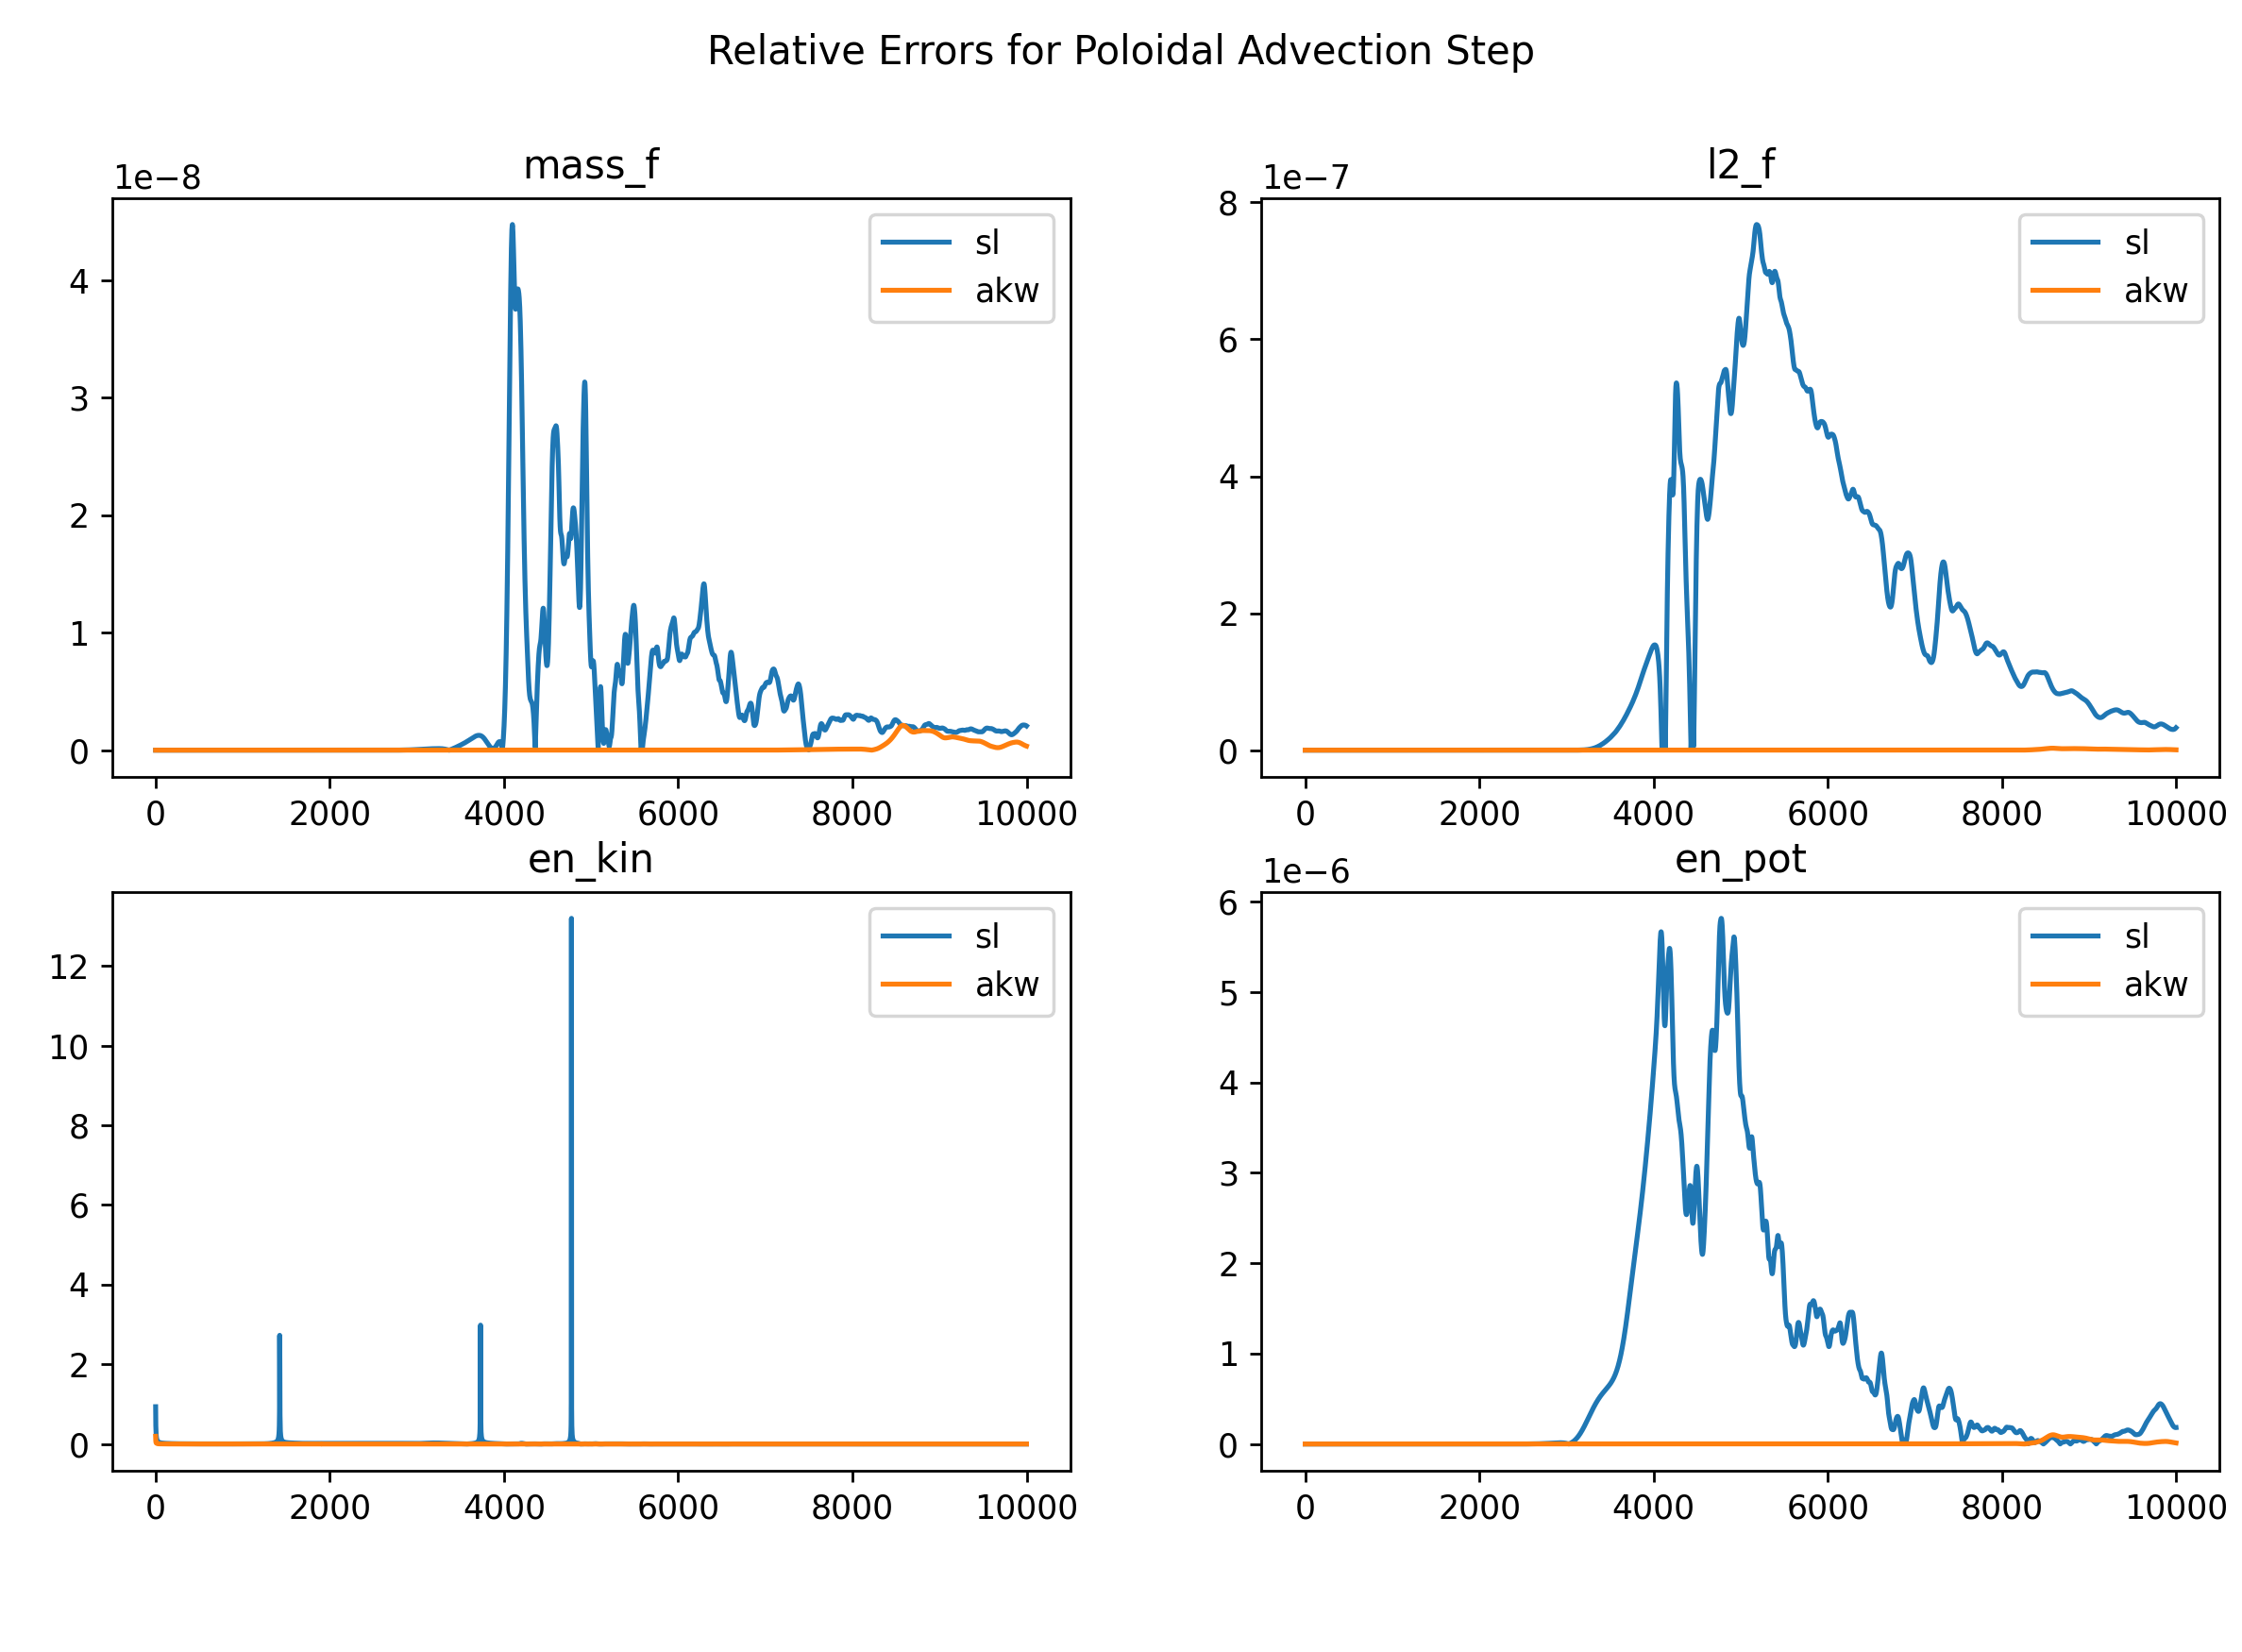 Relative Errors for Poloidal Advection Step
mass_f
1e−8
4
3
2
1
0
0 2000 4000 6000 8000 10000
sl
akw
l2_f
1e−7
8
6
4
2
0
0 2000 4000 6000 8000 10000
sl
akw
en_kin
12
10
8
6
4
2
0
0 2000 4000 6000 8000 10000
sl
akw
en_pot
1e−6
6
5
4
3
2
1
0
0 2000 4000 6000 8000 10000
sl
akw